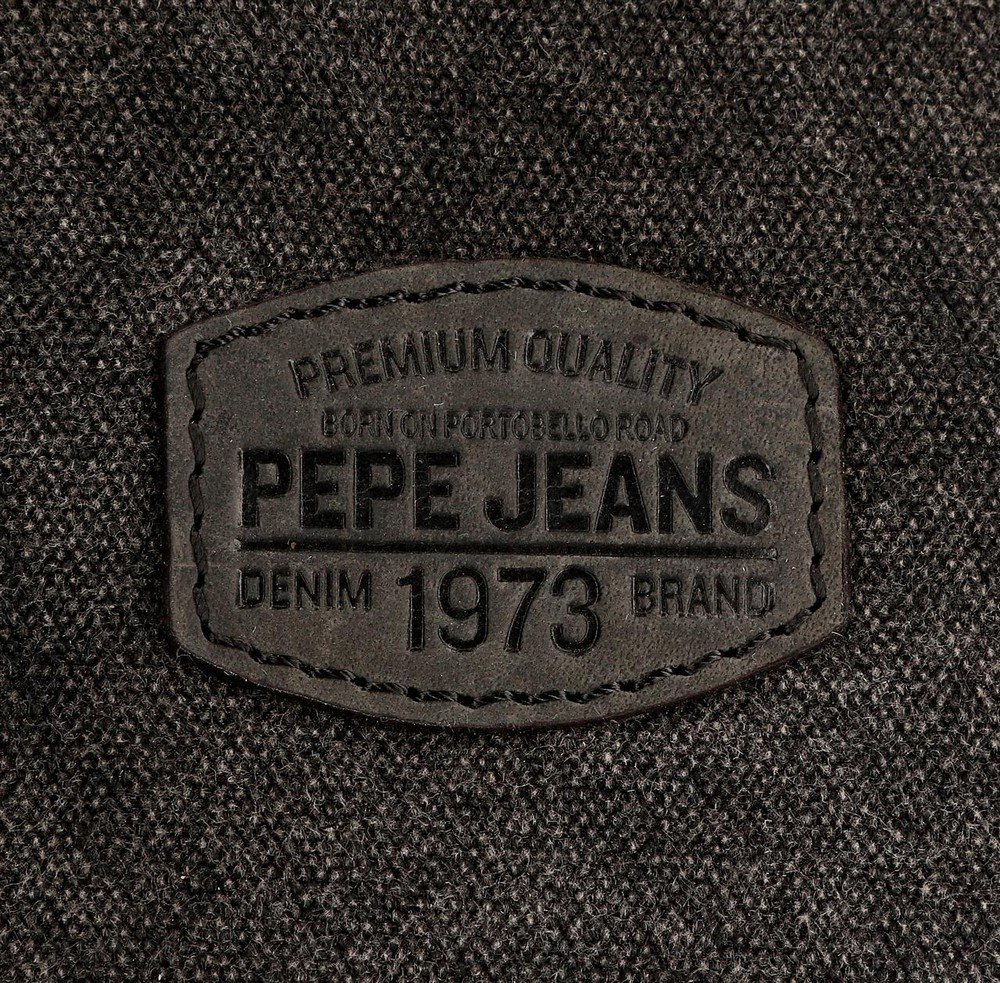 PREMIUM QUALITY
BORN ON PORTOBELLO ROAD
PEPE JEANS
DENIM 1973 BRAND